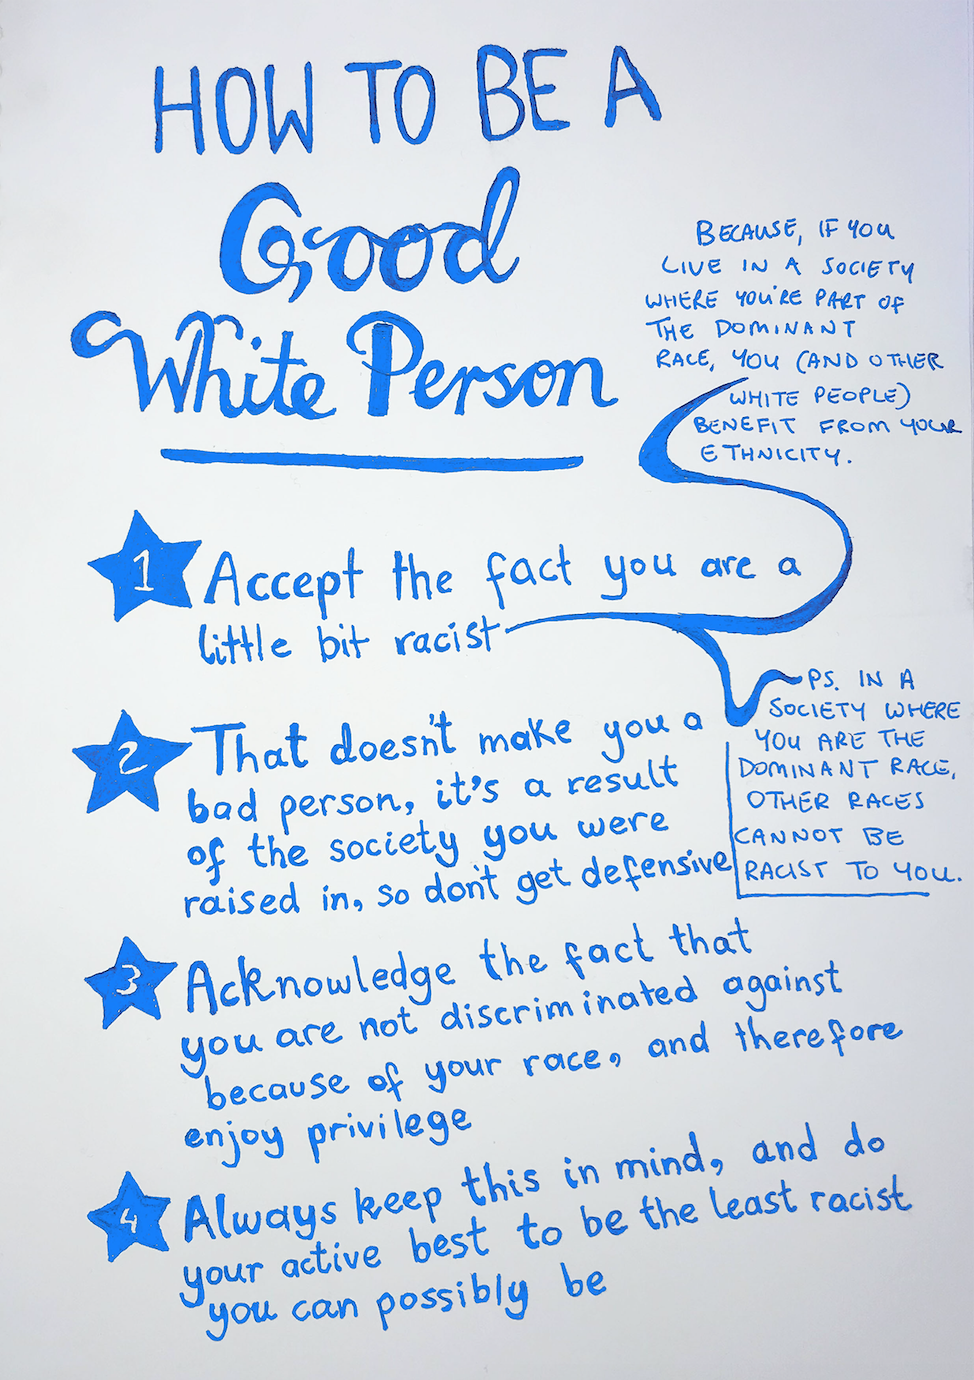 HOW TO BE A
Good
White Person
BECAUSE, IF YOU
LIVE IN A SOCIETY
WHERE YOU'RE PART OF
THE DOMINANT
RACE, YOU (AND OTHER
WHITE PEOPLE)
BENEFIT FROM YOUR
ETHNICITY.
1 Accept the fact you are a
little bit racist
PS. IN A
SOCIETY WHERE
YOU ARE THE
DOMINANT RACE,
OTHER RACES
CANNOT BE
RACIST TO YOU.
2 That doesn't make you a
bad person, it's a result
of the society you were
raised in, so don't get defensive
3 Acknowledge the fact that
you are not discriminated against
because of your race, and therefore
enjoy privilege
4 Always keep this in mind, and do
your active best to be the least racist
you can possibly be